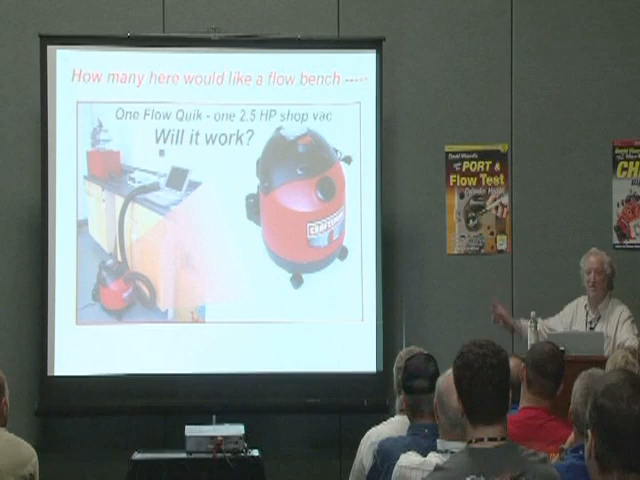 How many here would like a flow bench -----
One Flow Quik - one 2.5 HP shop vac
Will it work?
CRAFTSMAN
PORT &
Flow Test